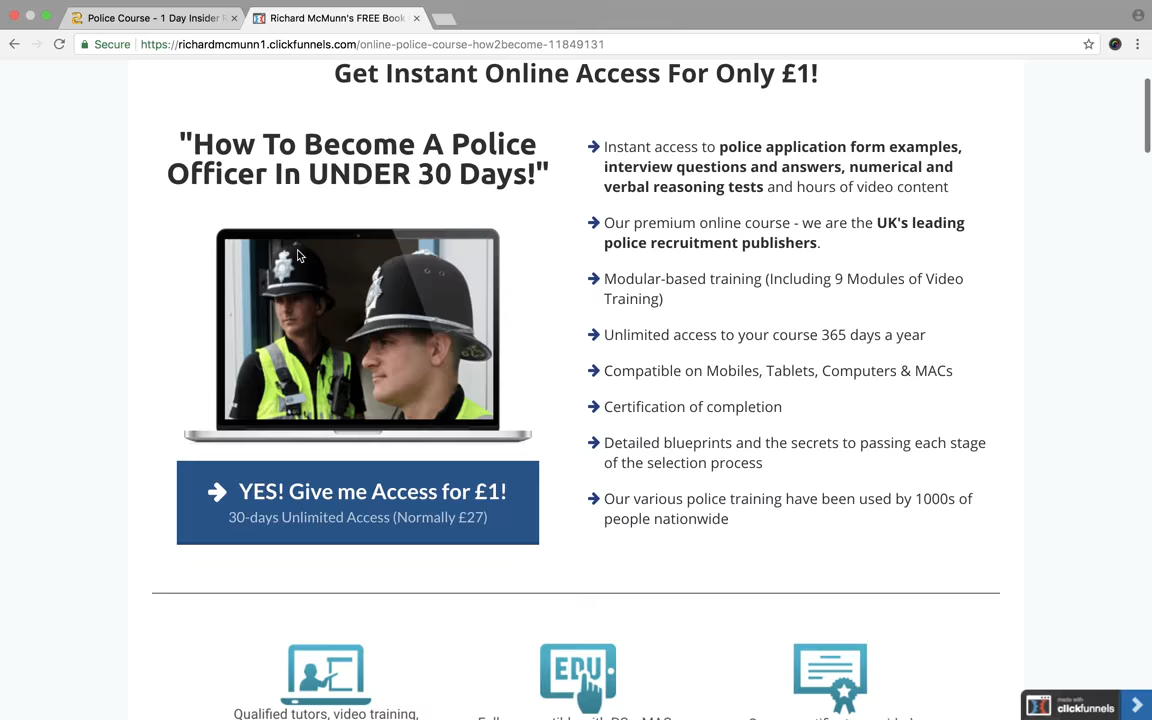 Police Course - 1 Day Insider
Richard McMunn's FREE Book
Secure
https://richardmcmunn1.clickfunnels.com/online-police-course-how2become-11849131
Get Instant Online Access For Only £1!
"How To Become A Police
Officer In UNDER 30 Days!"
YES! Give me Access for £1!
30-days Unlimited Access (Normally £27)
Instant access to police application form examples,
interview questions and answers, numerical and
verbal reasoning tests and hours of video content
Our premium online course - we are the UK's leading
police recruitment publishers.
Modular-based training (Including 9 Modules of Video
Training)
Unlimited access to your course 365 days a year
Compatible on Mobiles, Tablets, Computers & MACs
Certification of completion
Detailed blueprints and the secrets to passing each stage
of the selection process
Our various police training have been used by 1000s of
people nationwide
EDU
Qualified tutors, video training,
made with
clickfunnels